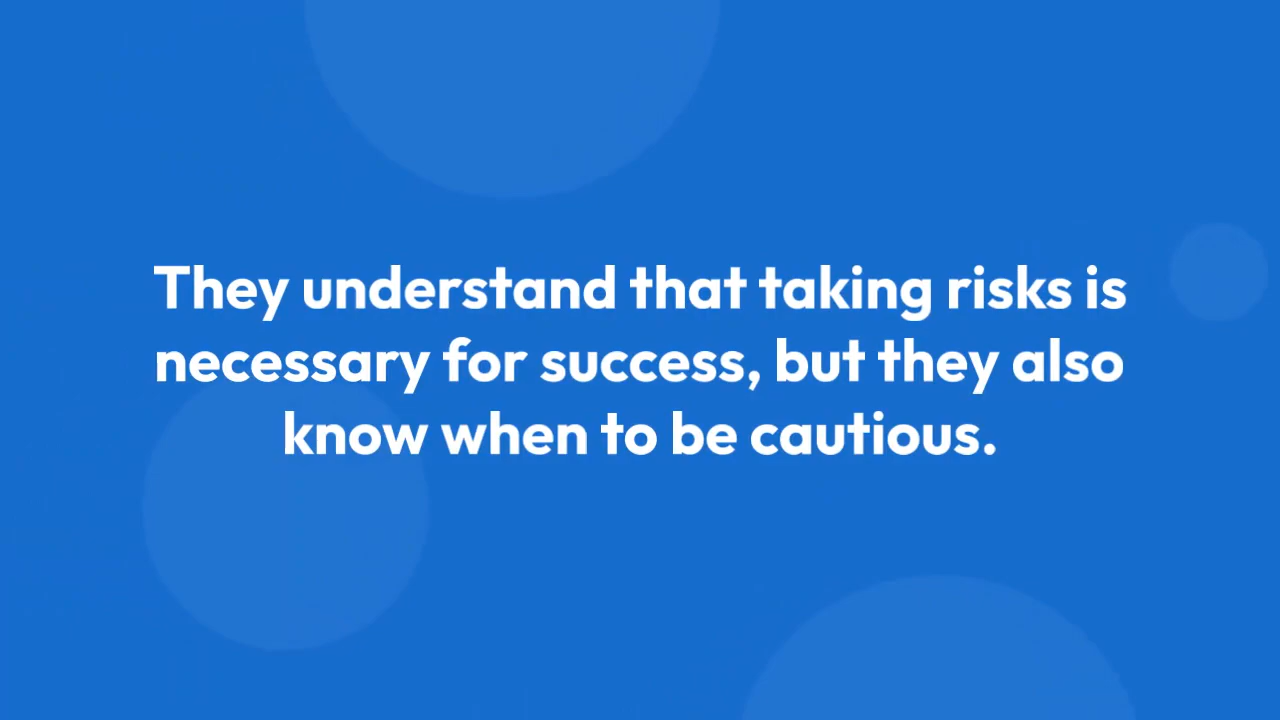 They understand that taking risks is
necessary for success, but they also
know when to be cautious.